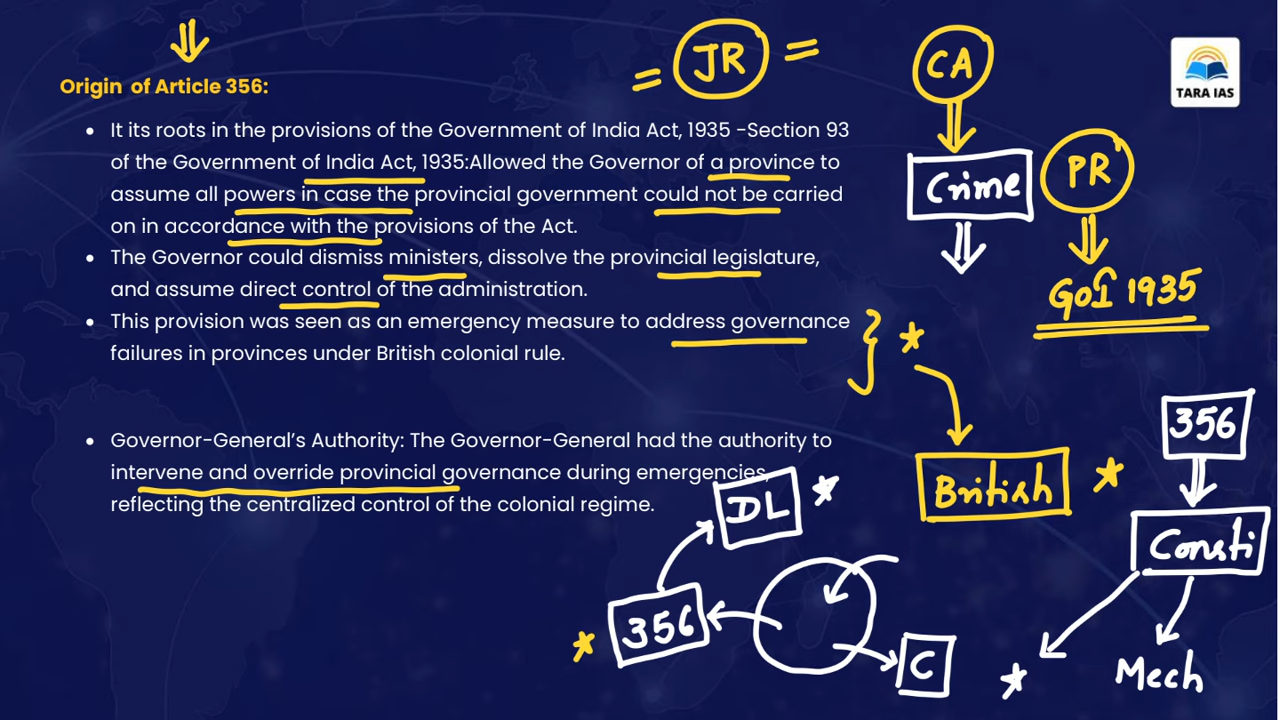 Origin of Article 356:
It its roots in the provisions of the Government of India Act, 1935 -Section 93
of the Government of India Act, 1935:Allowed the Governor of a province to
assume all powers in case the provincial government could not be carried
on in accordance with the provisions of the Act.
The Governor could dismiss ministers, dissolve the provincial legislature,
and assume direct control of the administration.
This provision was seen as an emergency measure to address governance
failures in provinces under British colonial rule.
Governor-General’s Authority: The Governor-General had the authority to
intervene and override provincial governance during emergencies,
reflecting the centralized control of the colonial regime.
= JR =
CA
Crime
PR
GoI 1935
TARA IAS
British
356
Consti
Mech
DL
356
C